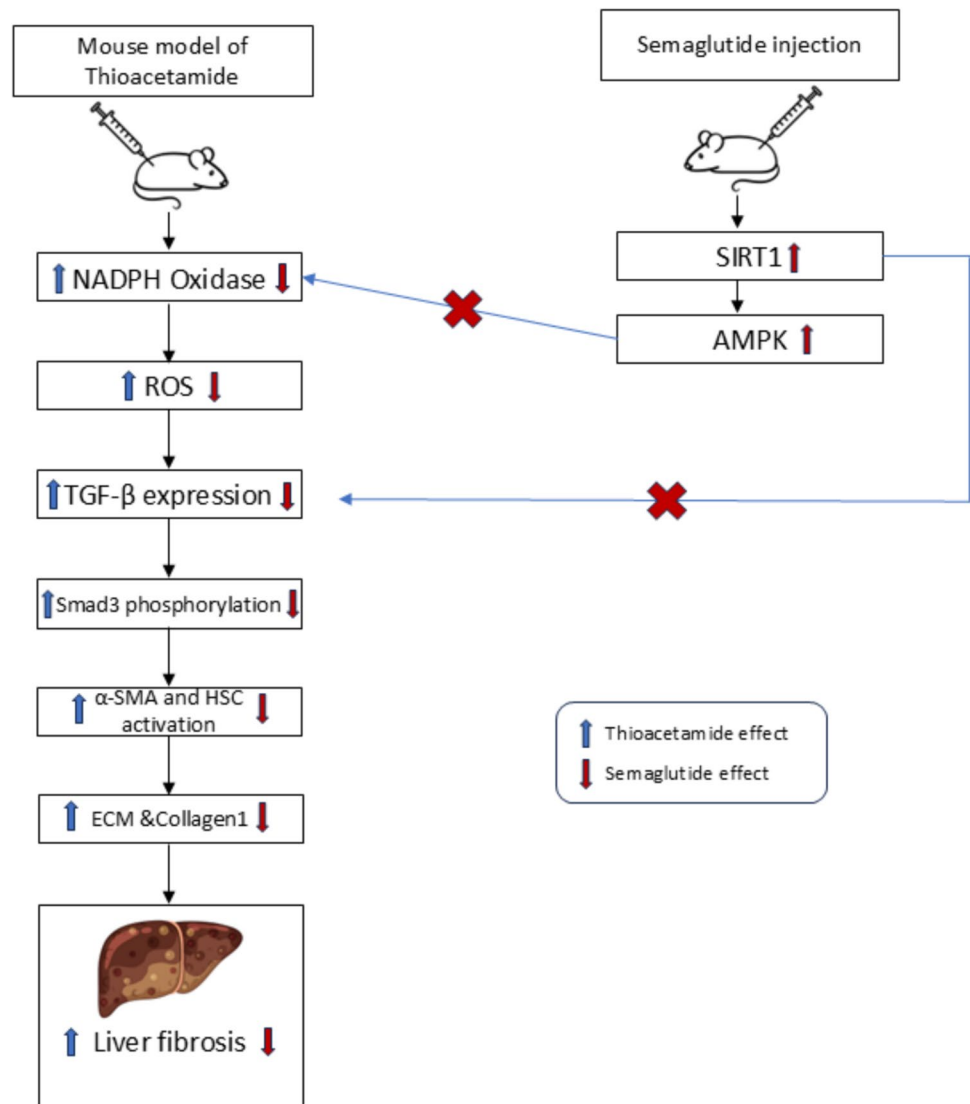 Mouse model of
Thioacetamide
Semaglutide injection
NADPH Oxidase
SIRT1
AMPK
ROS
TGF-β expression
Smad3 phosphorylation
α-SMA and HSC
activation
Thioacetamide effect
Semaglutide effect
ECM &Collagen1
Liver fibrosis